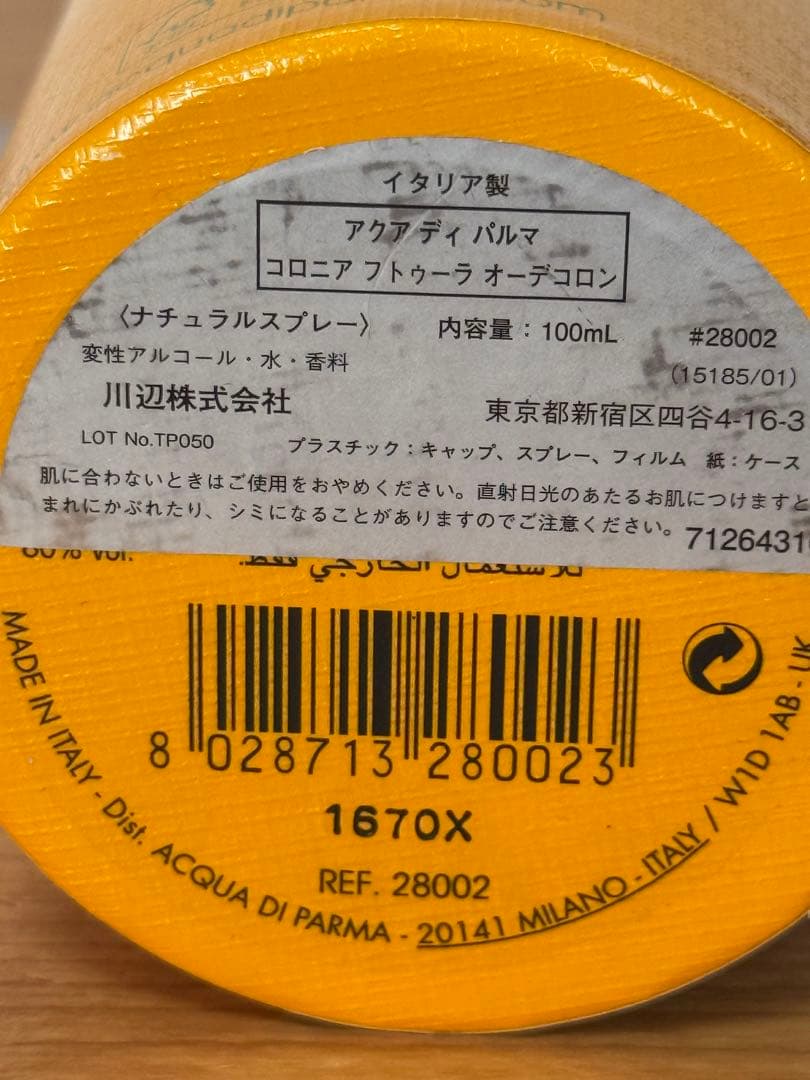 イタリア製
アクア ディ パルマ
コロニア フトゥーラ オーデコロン
〈ナチュラルスプレー〉 内容量：100mL #28002
変性アルコール・水・香料 (15185/01)
川辺株式会社 東京都新宿区四谷4-16-3
LOT No.TP050 プラスチック：キャップ、スプレー、フィルム 紙：ケース
肌に合わないときはご使用をおやめください。直射日光のあたるお肌につけますと
まれにかぶれたり、シミになることがありますのでご注意ください。 7126431
80% vol. للاستعمال الخارجي فقط.
8 028713 280023
1670X
REF. 28002
MADE IN ITALY - Dist. ACQUA DI PARMA - 20141 MILANO - ITALY / W1D 1AB - UK